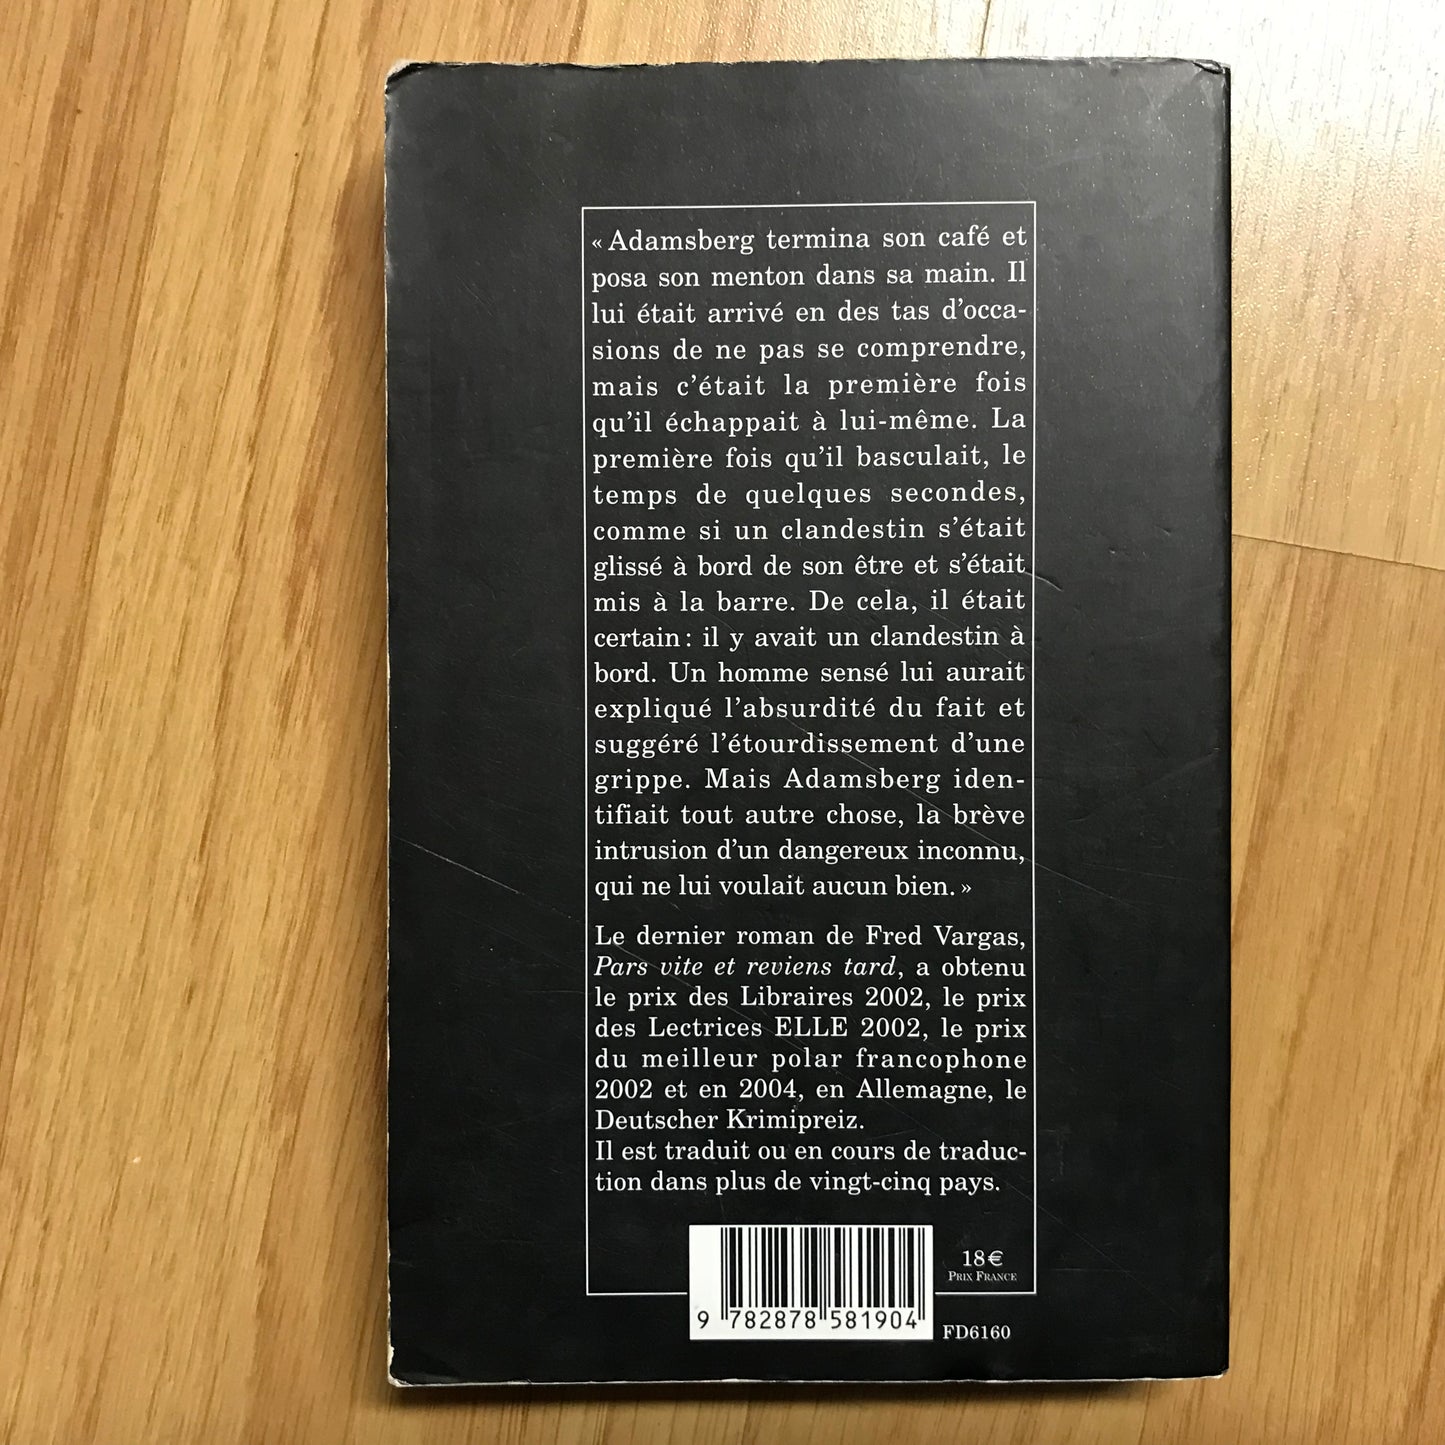 « Adamsberg termina son café et
posa son menton dans sa main. Il
lui était arrivé en des tas d’occa-
sions de ne pas se comprendre,
mais c’était la première fois
qu’il échappait à lui-même. La
première fois qu’il basculait, le
temps de quelques secondes,
comme si un clandestin s’était
glissé à bord de son être et s’était
mis à la barre. De cela, il était
certain : il y avait un clandestin à
bord. Un homme sensé lui aurait
expliqué l’absurdité du fait et
suggéré l’étourdissement d’une
grippe. Mais Adamsberg iden-
tifiait tout autre chose, la brève
intrusion d’un dangereux inconnu,
qui ne lui voulait aucun bien. »
Le dernier roman de Fred Vargas,
Pars vite et reviens tard, a obtenu
le prix des Libraires 2002, le prix
des Lectrices ELLE 2002, le prix
du meilleur polar francophone
2002 et en 2004, en Allemagne, le
Deutscher Krimipreiz.
Il est traduit ou en cours de traduc-
tion dans plus de vingt-cinq pays.
18 €
PRIX FRANCE
9 782878 581904
FD6160